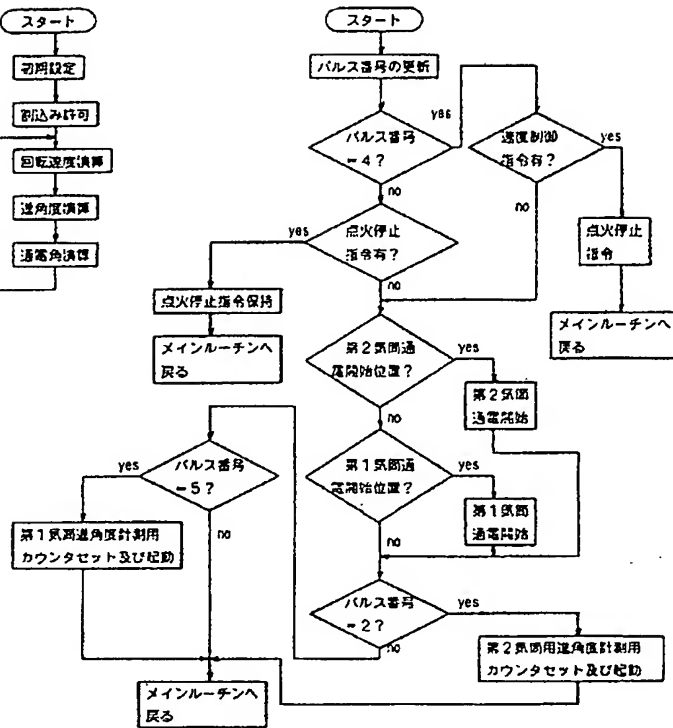 スタート
初期設定
割込み許可
回転速度演算
進角度演算
通電角演算
スタート
パルス番号の更新
パルス番号
=4?
yes
no
速度制御
指令有?
yes
no
点火停止
指令
メインルーチンへ
戻る
点火停止
指令有?
yes
no
点火停止指令保持
メインルーチンへ
戻る
第2気筒通
電開始位置?
yes
no
第2気筒
通電開始
第1気筒通
電開始位置?
yes
no
第1気筒
通電開始
パルス番号
=2?
yes
no
第2気筒用進角度計測用
カウンタセット及び起動
パルス番号
=5?
yes
no
第1気筒進角度計測用
カウンタセット及び起動
メインルーチンへ
戻る